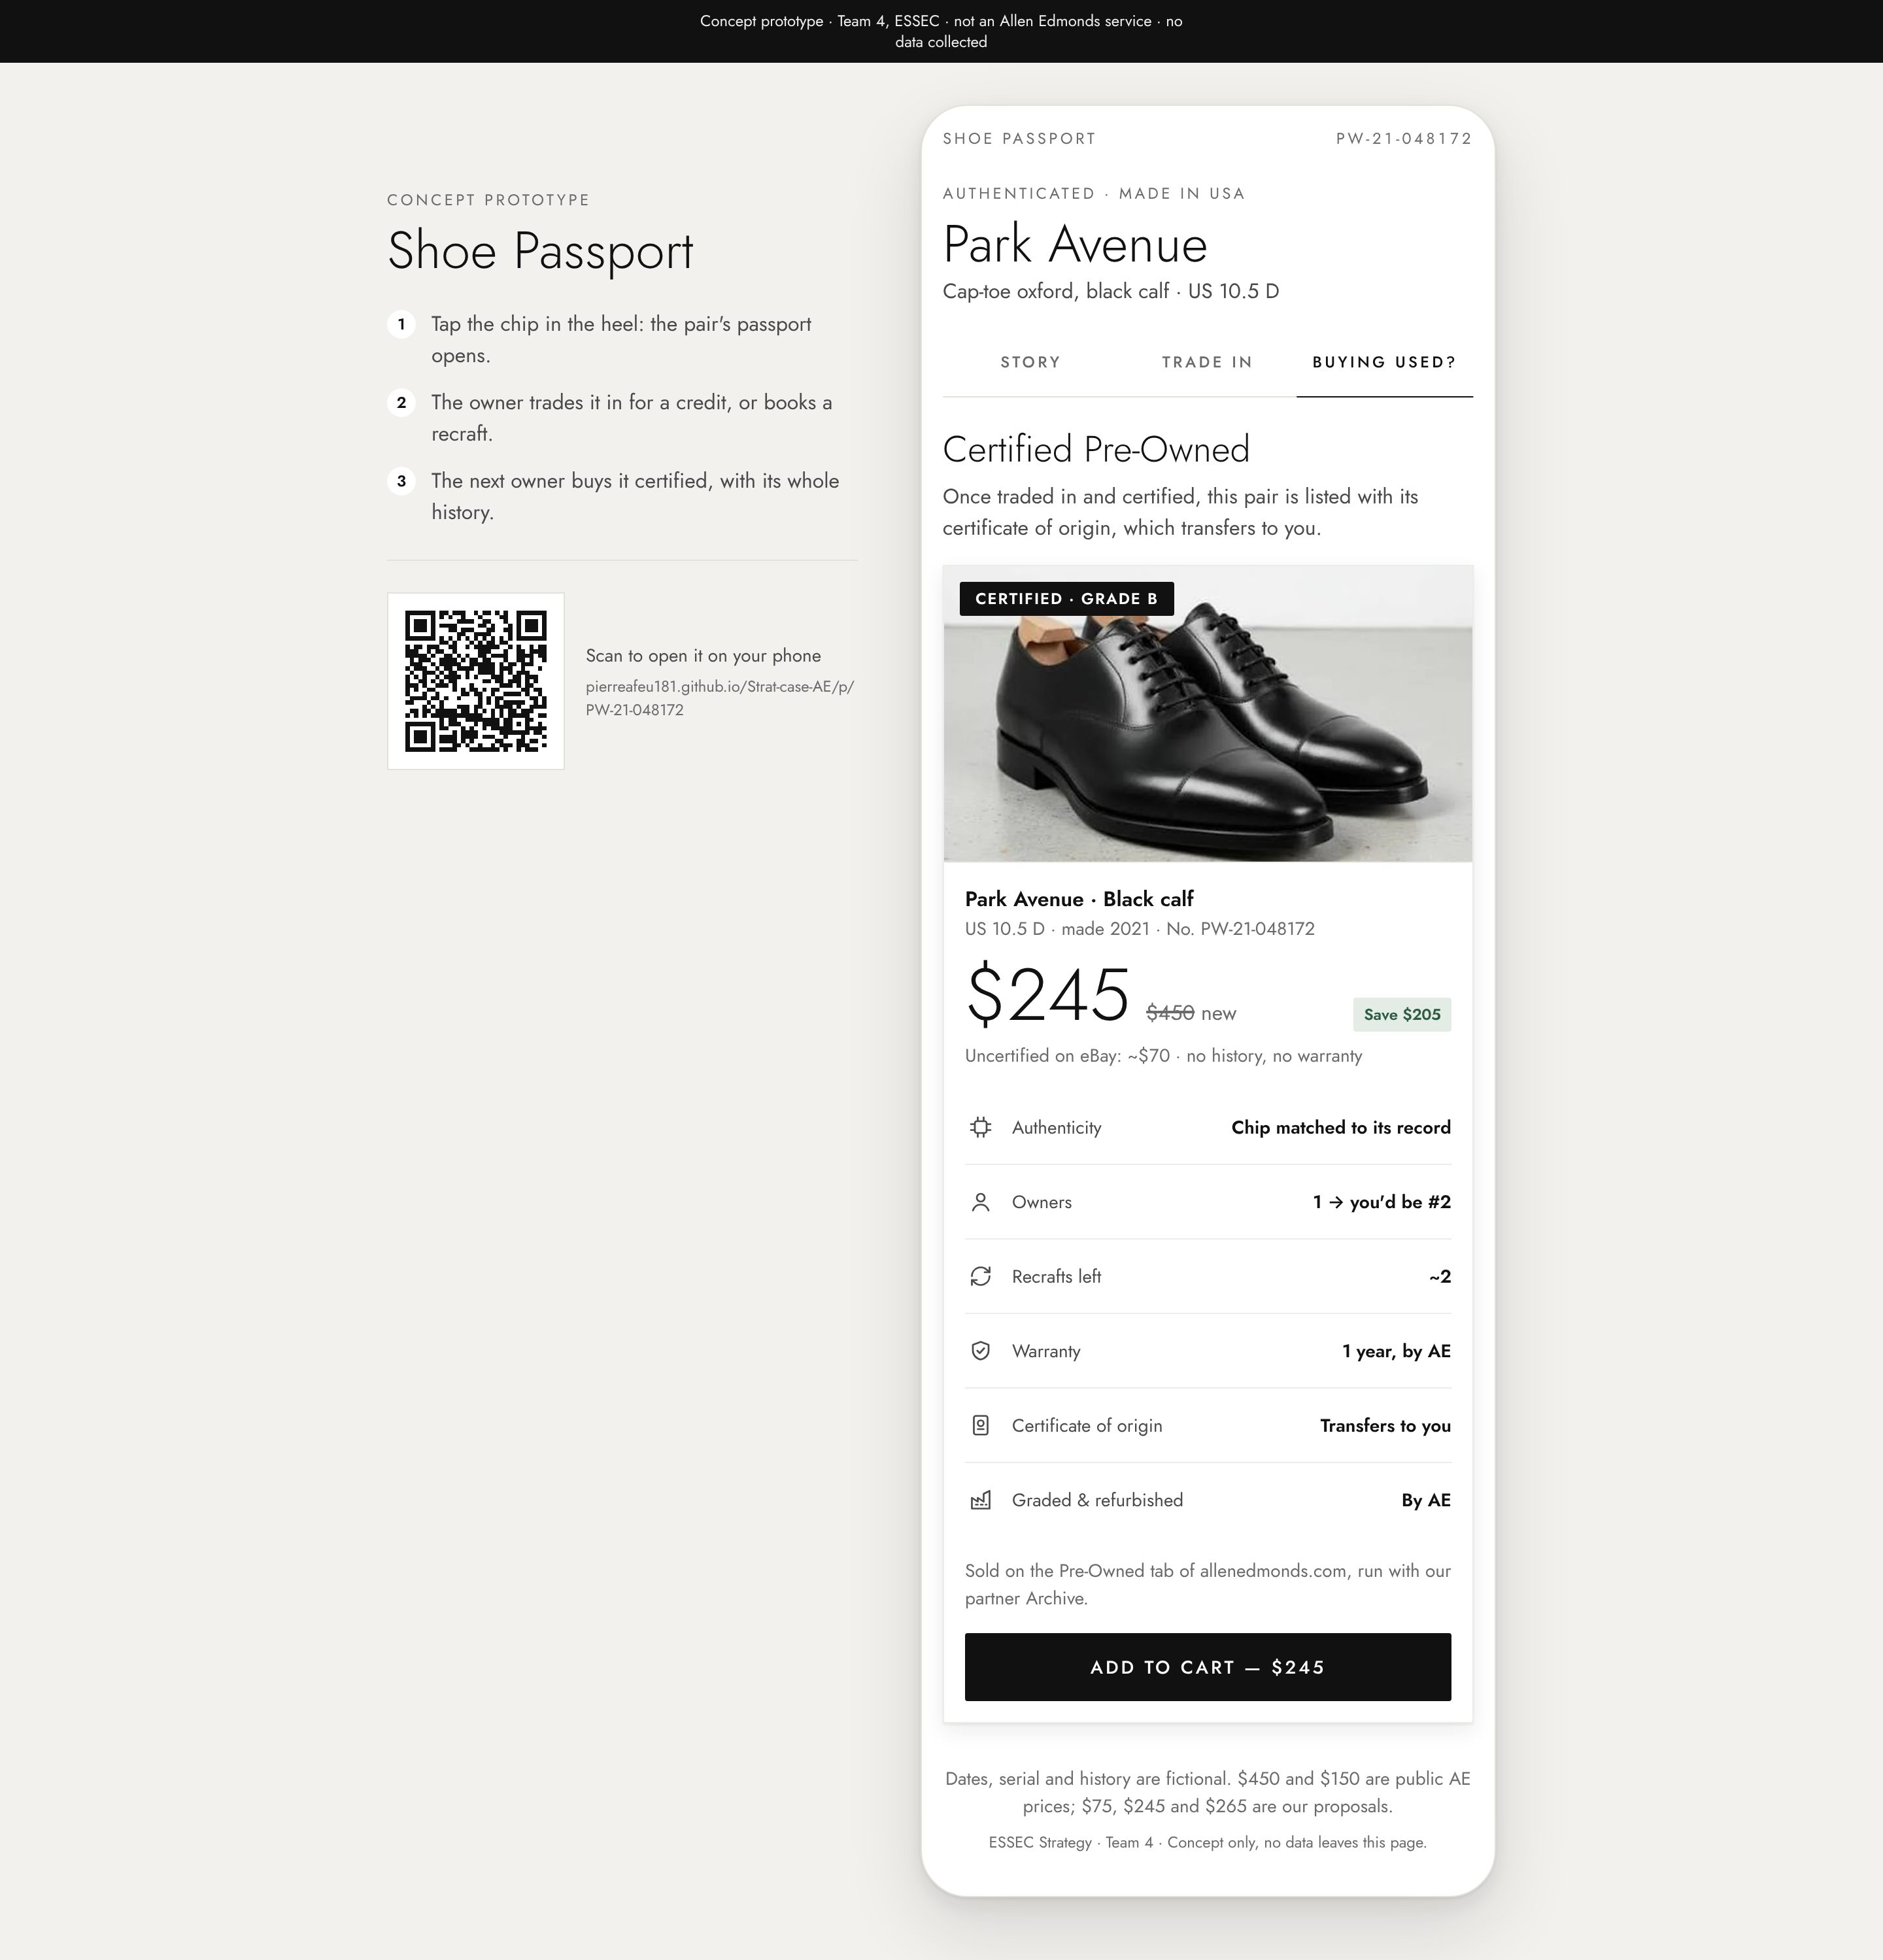 Concept prototype · Team 4, ESSEC · not an Allen Edmonds service · no
data collected
CONCEPT PROTOTYPE
Shoe Passport
1 Tap the chip in the heel: the pair's passport
opens.
2 The owner trades it in for a credit, or books a
recraft.
3 The next owner buys it certified, with its whole
history.
Scan to open it on your phone
pierreafeu181.github.io/Strat-case-AE/p/
PW-21-048172
SHOE PASSPORT PW-21-048172
AUTHENTICATED · MADE IN USA
Park Avenue
Cap-toe oxford, black calf · US 10.5 D
STORY TRADE IN BUYING USED?
Certified Pre-Owned
Once traded in and certified, this pair is listed with its
certificate of origin, which transfers to you.
CERTIFIED · GRADE B
Park Avenue · Black calf
US 10.5 D · made 2021 · No. PW-21-048172
$245 $450 new Save $205
Uncertified on eBay: ~$70 · no history, no warranty
Authenticity Chip matched to its record
Owners 1 → you'd be #2
Recrafts left ~2
Warranty 1 year, by AE
Certificate of origin Transfers to you
Graded & refurbished By AE
Sold on the Pre-Owned tab of allenedmonds.com, run with our
partner Archive.
ADD TO CART — $245
Dates, serial and history are fictional. $450 and $150 are public AE
prices; $75, $245 and $265 are our proposals.
ESSEC Strategy · Team 4 · Concept only, no data leaves this page.